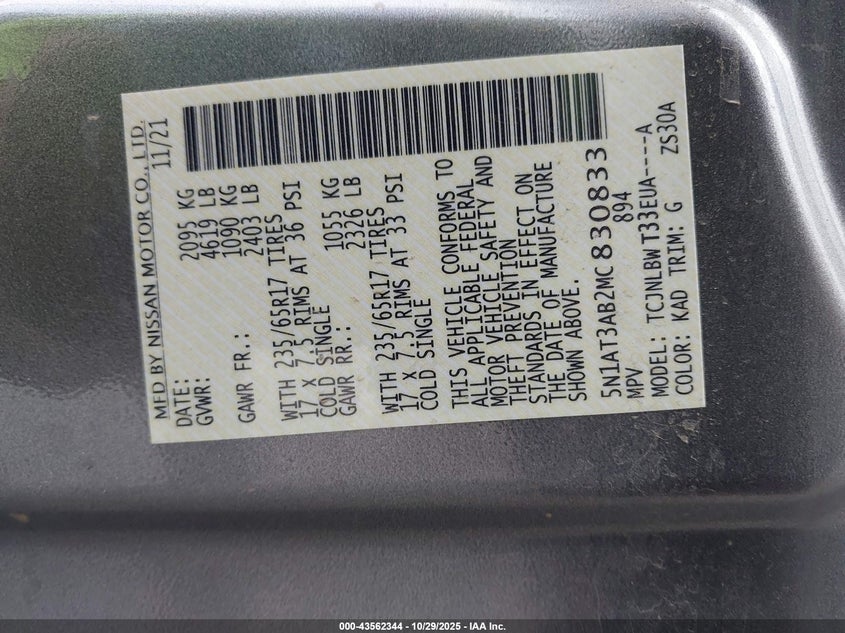 MFD BY NISSAN MOTOR CO., LTD.
DATE: 11/21
GVWR: 2095 KG
4619 LB
GAWR FR.: 1090 KG
2403 LB
WITH 235/65R17 TIRES
17 X 7.5 RIMS AT 36 PSI
COLD SINGLE
GAWR RR.: 1055 KG
2326 LB
WITH 235/65R17 TIRES
17 X 7.5 RIMS AT 33 PSI
COLD SINGLE
THIS VEHICLE CONFORMS TO
ALL APPLICABLE FEDERAL
MOTOR VEHICLE SAFETY AND
THEFT PREVENTION
STANDARDS IN EFFECT ON
THE DATE OF MANUFACTURE
SHOWN ABOVE.
5N1AT3AB2MC830833
MPV 894
MODEL: TCJNLBW T33EUA----A
COLOR: KAD TRIM: G ZS30A
000-43562344 | 10/29/2025 - IAA Inc.